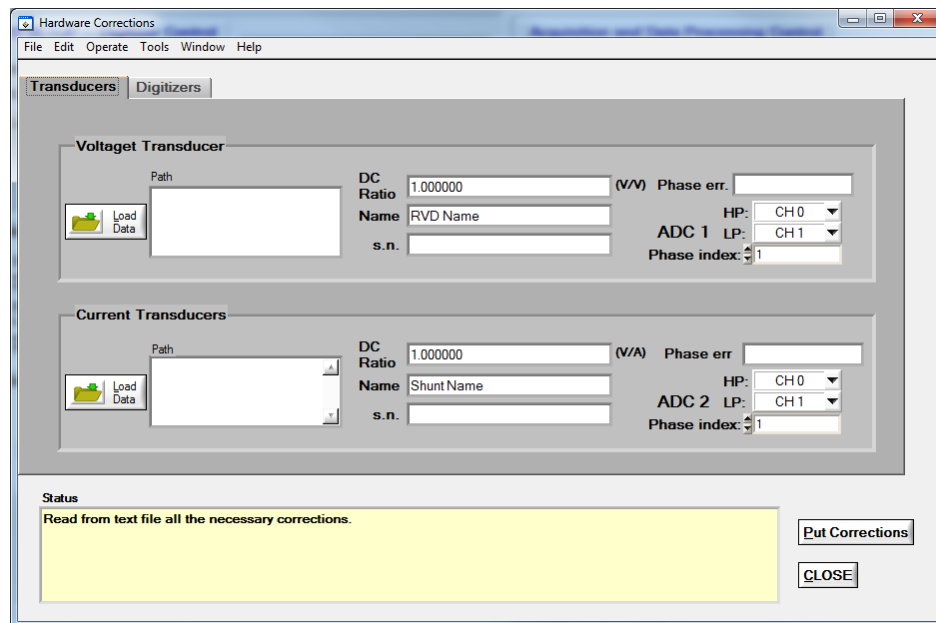 Hardware Corrections
File Edit Operate Tools Window Help
Transducers Digitizers
Voltaget Transducer
Path
Load Data
DC Ratio 1.000000 (V/V) Phase err.
Name RVD Name
s.n.
HP: CH 0
ADC 1 LP: CH 1
Phase index: 1
Current Transducers
Path
Load Data
DC Ratio 1.000000 (V/A) Phase err
Name Shunt Name
s.n.
HP: CH 0
ADC 2 LP: CH 1
Phase index: 1
Status
Read from text file all the necessary corrections.
Put Corrections
CLOSE